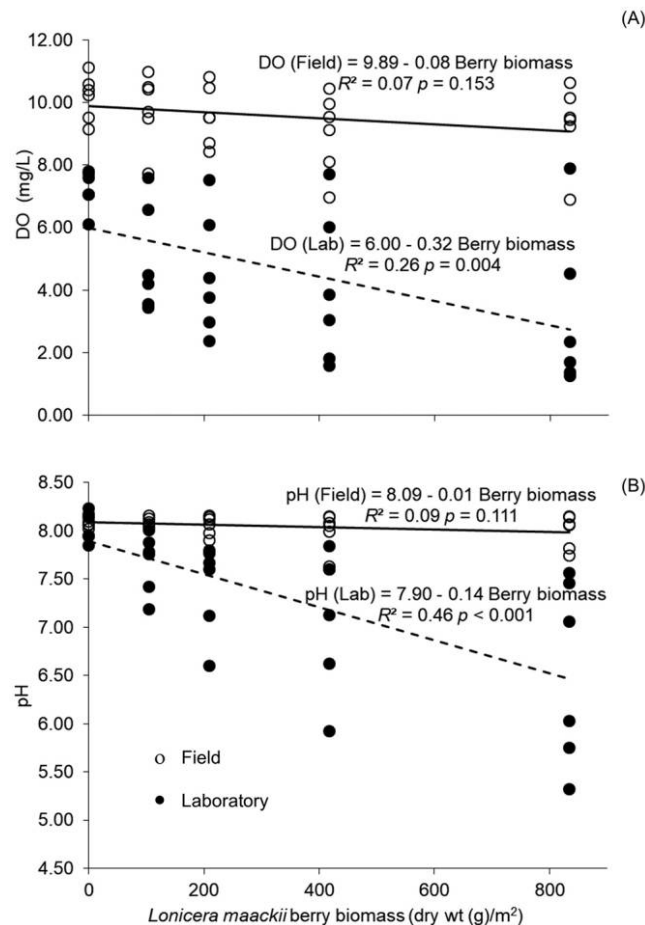 (A)
12.00
10.00
8.00
6.00
4.00
2.00
0.00
DO (mg/L)
DO (Field) = 9.89 - 0.08 Berry biomass
R² = 0.07 p = 0.153
DO (Lab) = 6.00 - 0.32 Berry biomass
R² = 0.26 p = 0.004
(B)
8.50
8.00
7.50
7.00
6.50
6.00
5.50
5.00
4.50
pH
pH (Field) = 8.09 - 0.01 Berry biomass
R² = 0.09 p = 0.111
pH (Lab) = 7.90 - 0.14 Berry biomass
R² = 0.46 p < 0.001
Field
Laboratory
0 200 400 600 800
Lonicera maackii berry biomass (dry wt (g)/m²)